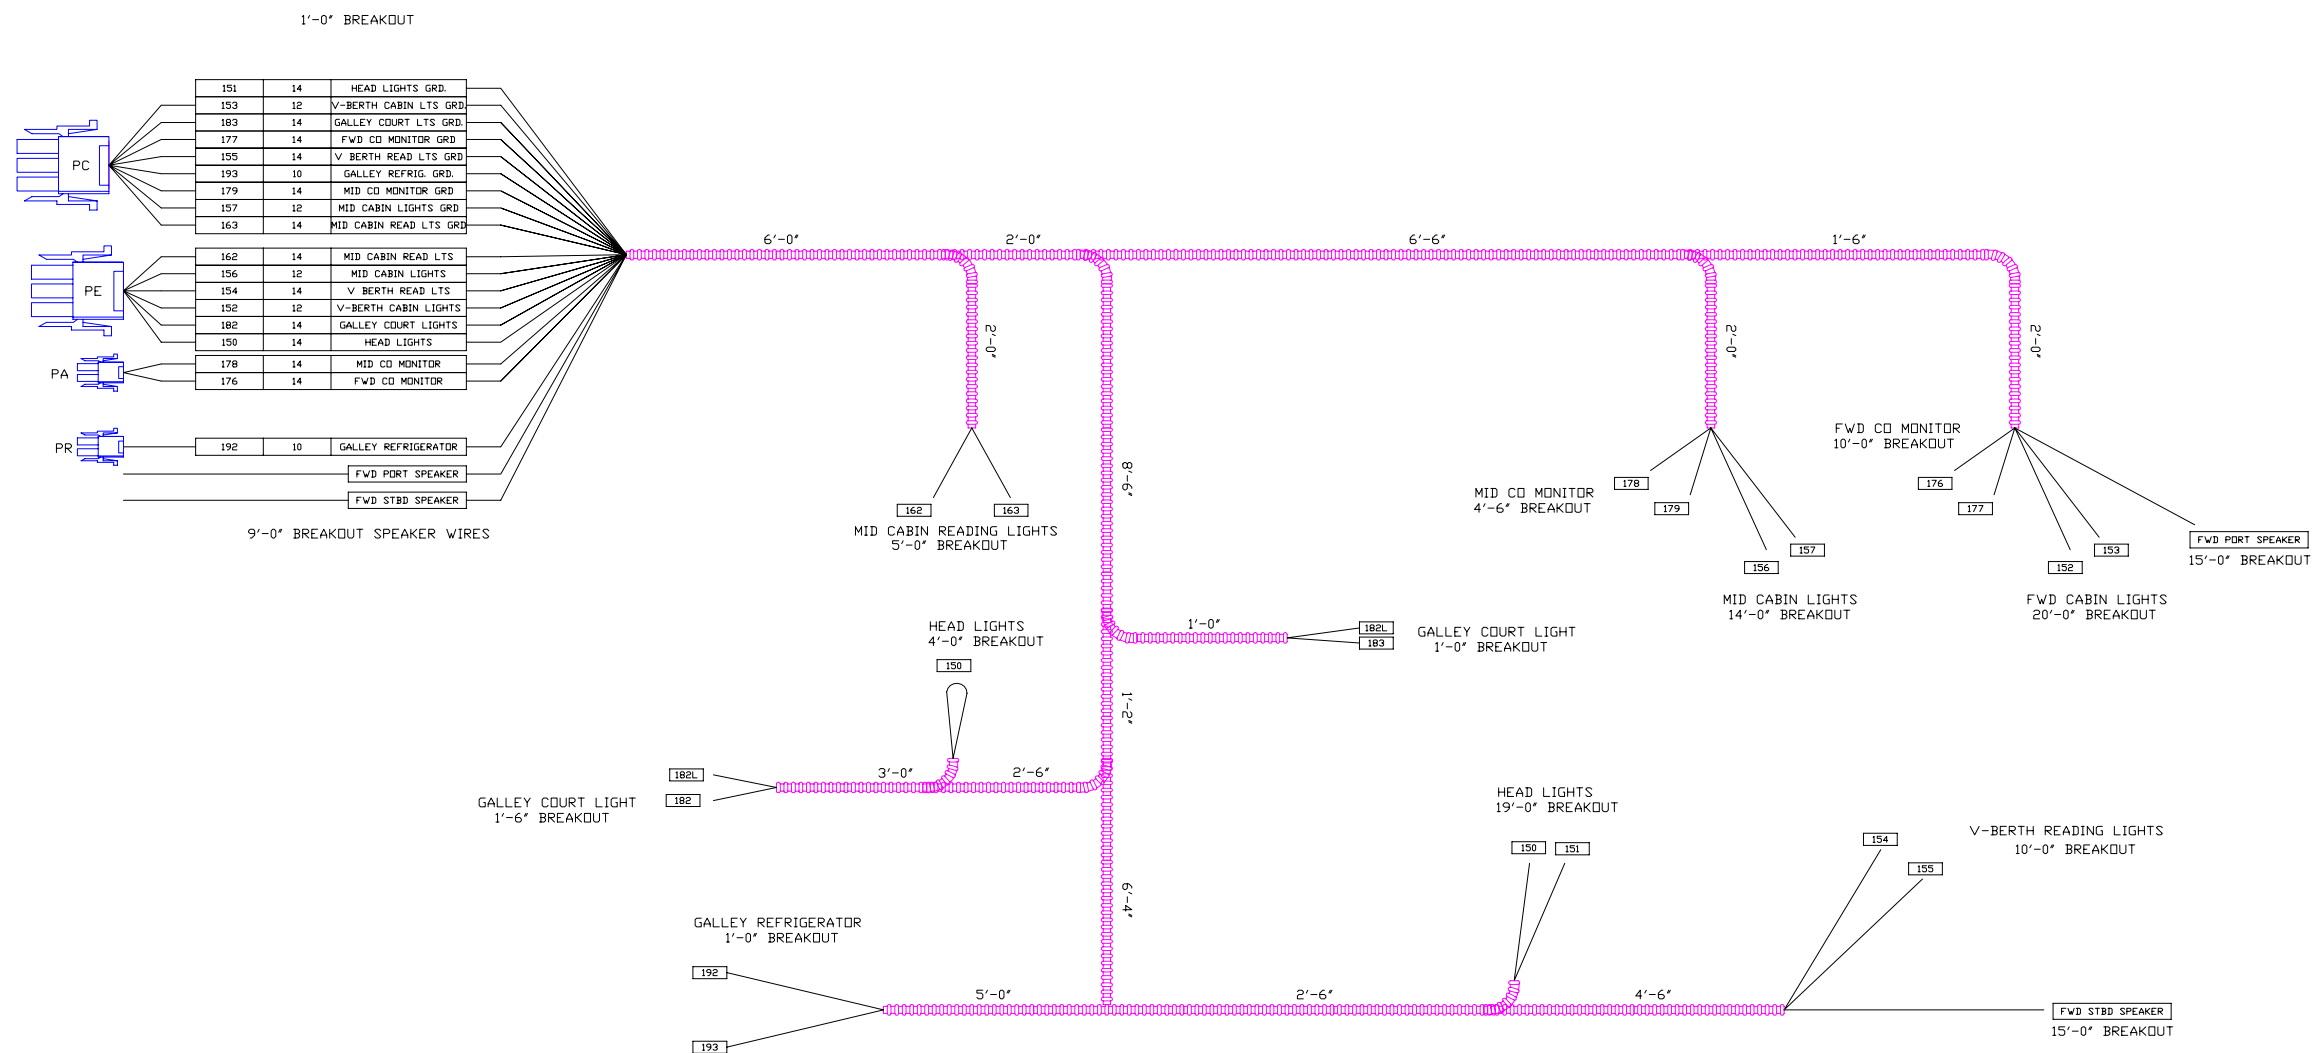 1'-0" BREAKOUT
151 14 HEAD LIGHTS GRD.
153 12 V-BERTH CABIN LTS GRD.
183 14 GALLEY COURT LTS GRD.
177 14 FWD CO MONITOR GRD
155 14 V BERTH READ LTS GRD
193 10 GALLEY REFRIG. GRD.
179 14 MID CO MONITOR GRD
157 12 MID CABIN LIGHTS GRD
163 14 MID CABIN READ LTS GRD
PC
162 14 MID CABIN READ LTS
156 12 MID CABIN LIGHTS
154 14 V BERTH READ LTS
152 12 V-BERTH CABIN LIGHTS
182 14 GALLEY COURT LIGHTS
150 14 HEAD LIGHTS
PE
178 14 MID CO MONITOR
176 14 FWD CO MONITOR
PA
192 10 GALLEY REFRIGERATOR
PR
FWD PORT SPEAKER
FWD STBD SPEAKER
9'-0" BREAKOUT SPEAKER WIRES
6'-0"
2'-0"
6'-6"
1'-6"
2'-0"
2'-0"
2'-0"
8'-6"
162
163
MID CABIN READING LIGHTS
5'-0" BREAKOUT
MID CO MONITOR
4'-6" BREAKOUT
178
179
156
157
MID CABIN LIGHTS
14'-0" BREAKOUT
FWD CO MONITOR
10'-0" BREAKOUT
176
177
152
153
FWD CABIN LIGHTS
20'-0" BREAKOUT
FWD PORT SPEAKER
15'-0" BREAKOUT
HEAD LIGHTS
4'-0" BREAKOUT
150
1'-0"
182L
183
GALLEY COURT LIGHT
1'-0" BREAKOUT
1'-2"
182L
182
GALLEY COURT LIGHT
1'-6" BREAKOUT
3'-0"
2'-6"
6'-4"
HEAD LIGHTS
19'-0" BREAKOUT
150
151
V-BERTH READING LIGHTS
10'-0" BREAKOUT
154
155
GALLEY REFRIGERATOR
1'-0" BREAKOUT
192
193
5'-0"
2'-6"
4'-6"
FWD STBD SPEAKER
15'-0" BREAKOUT